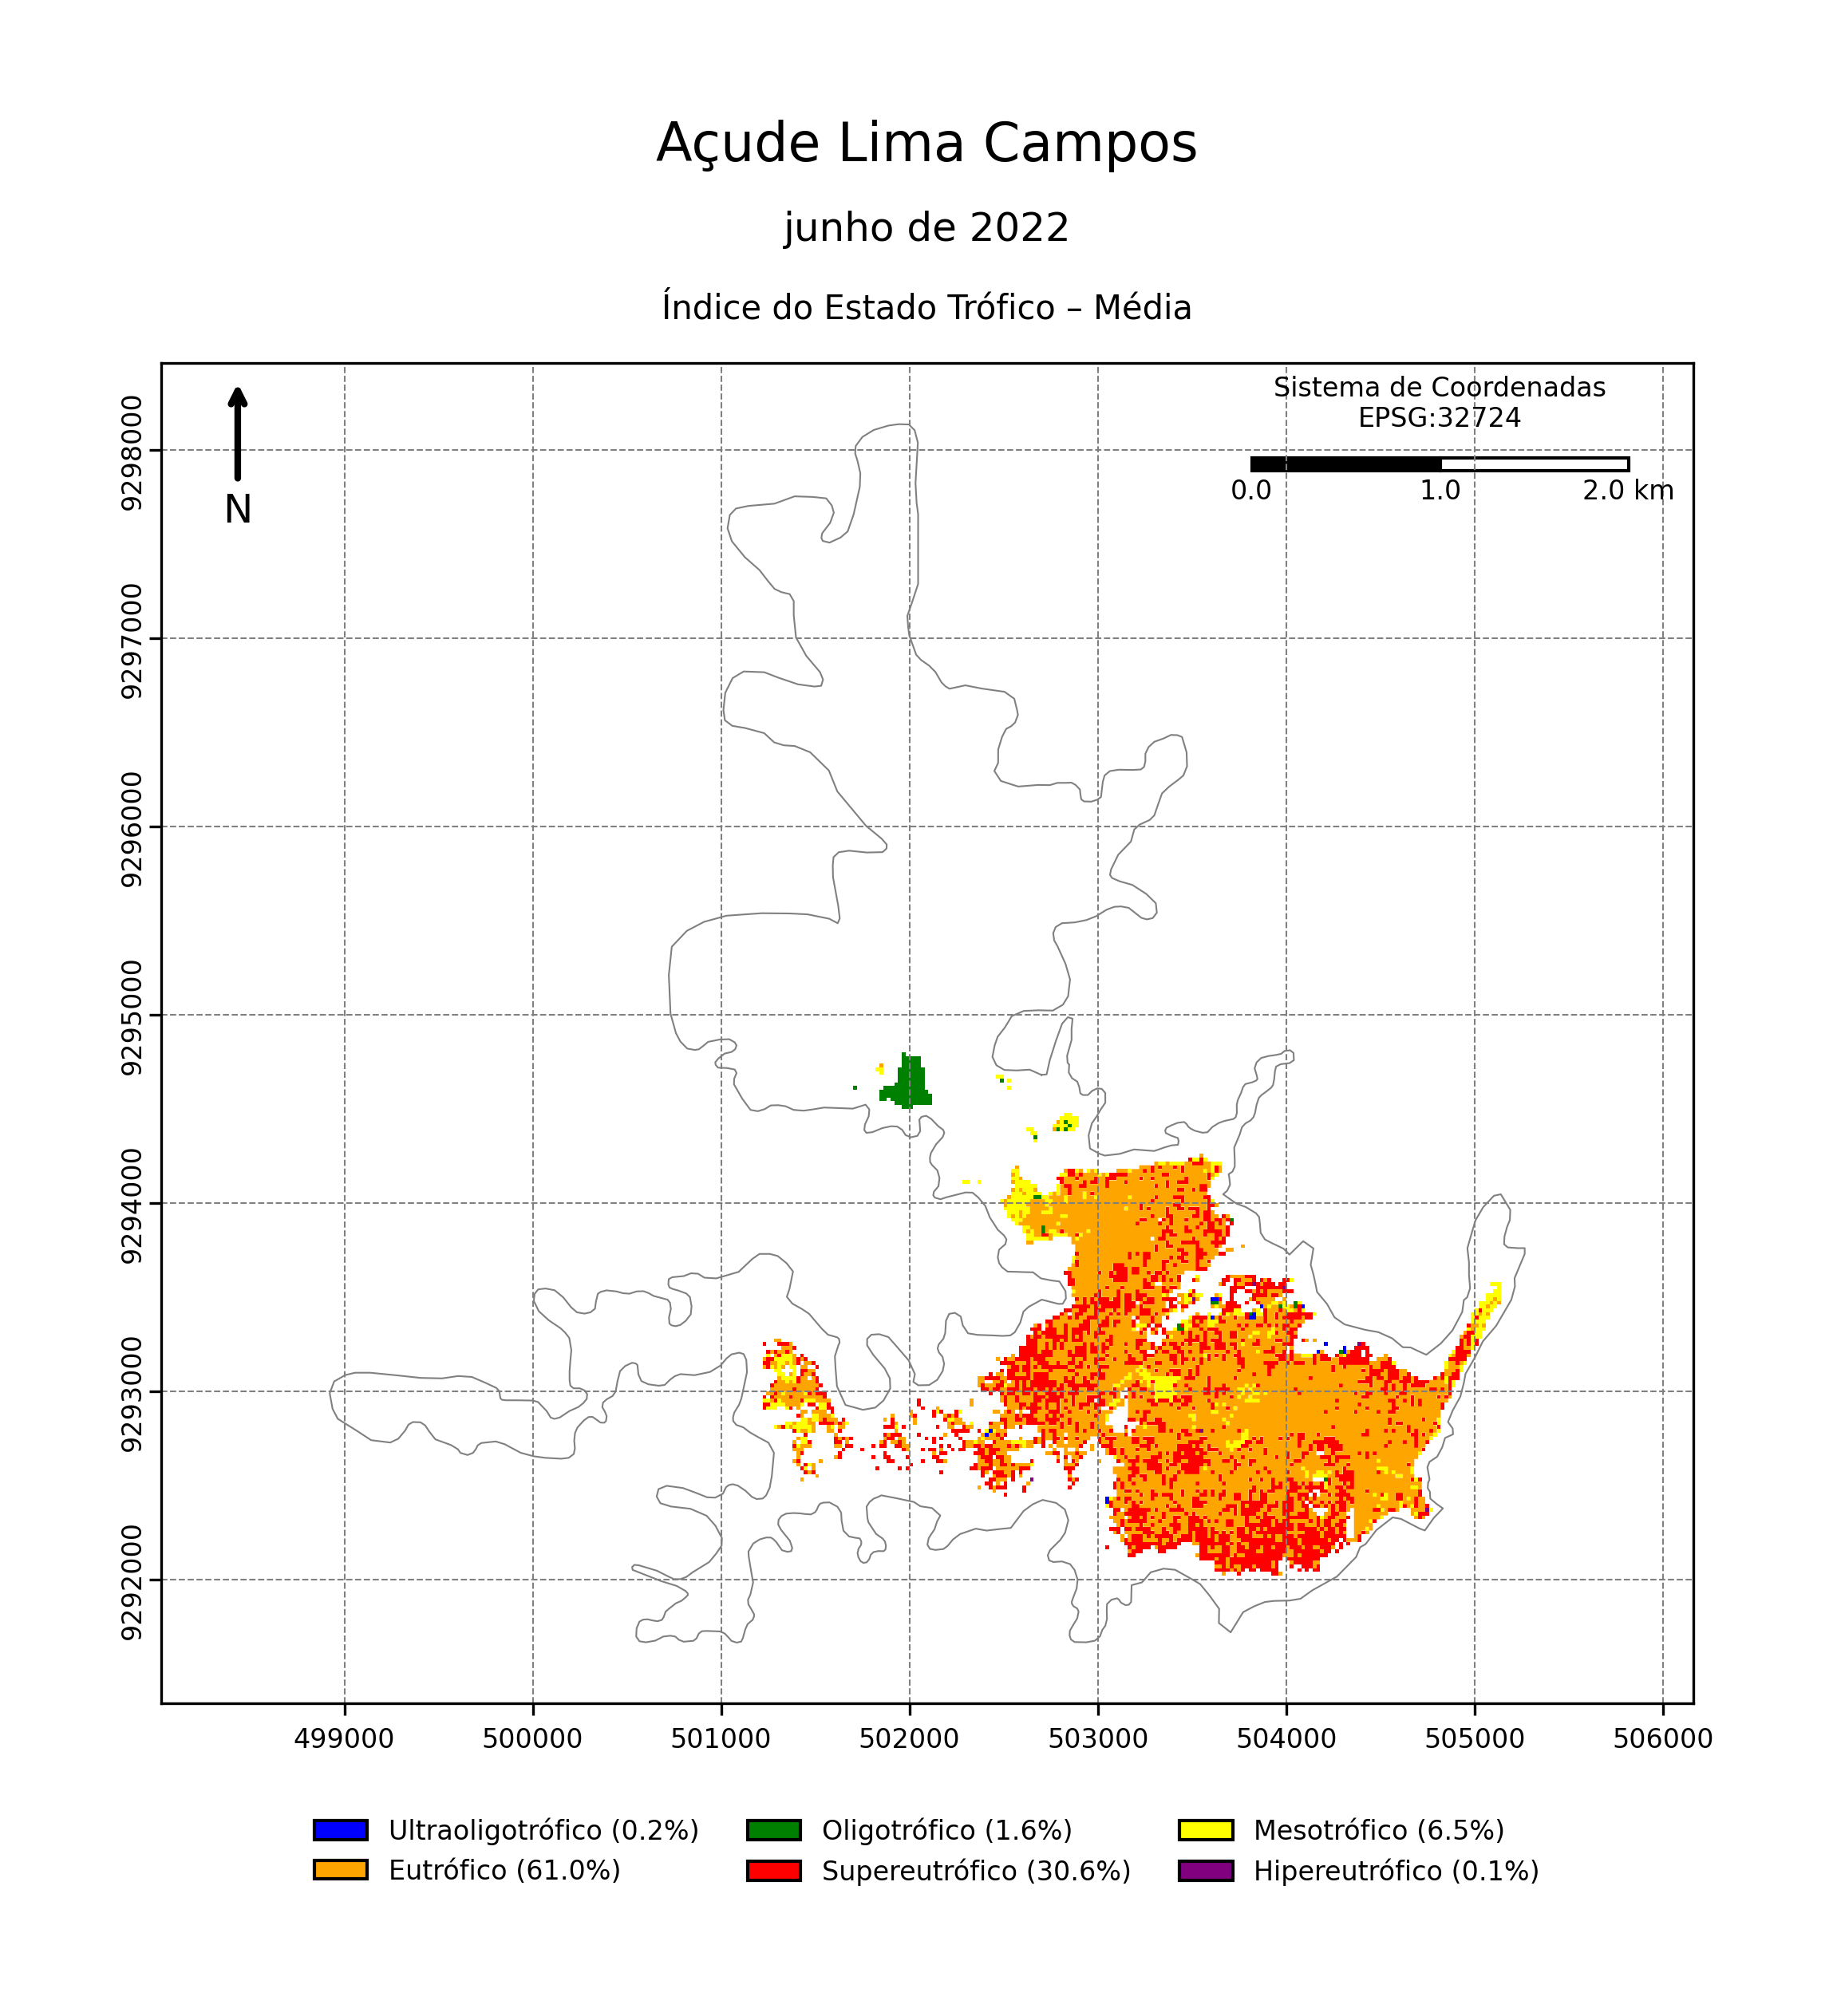 Açude Lima Campos
junho de 2022
Índice do Estado Trófico – Média
Sistema de Coordenadas
EPSG:32724
0.0 1.0 2.0 km
N
9298000
9297000
9296000
9295000
9294000
9293000
9292000
499000 500000 501000 502000 503000 504000 505000 506000
Ultraoligotrófico (0.2%) Oligotrófico (1.6%) Mesotrófico (6.5%)
Eutrófico (61.0%) Supereutrófico (30.6%) Hipereutrófico (0.1%)